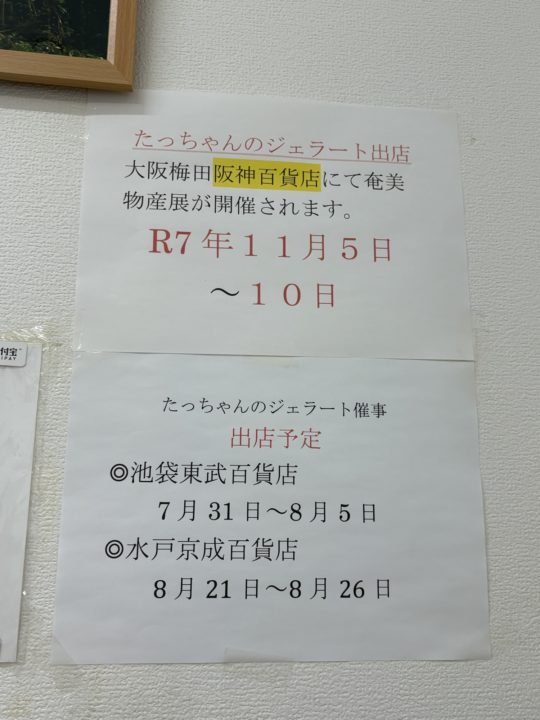 たっちゃんのジェラート出店
大阪梅田阪神百貨店にて奄美
物産展が開催されます。
R7年11月5日
～10日
付宝
IPAY
たっちゃんのジェラート催事
出店予定
◎池袋東武百貨店
7月31日～8月5日
◎水戸京成百貨店
8月21日～8月26日